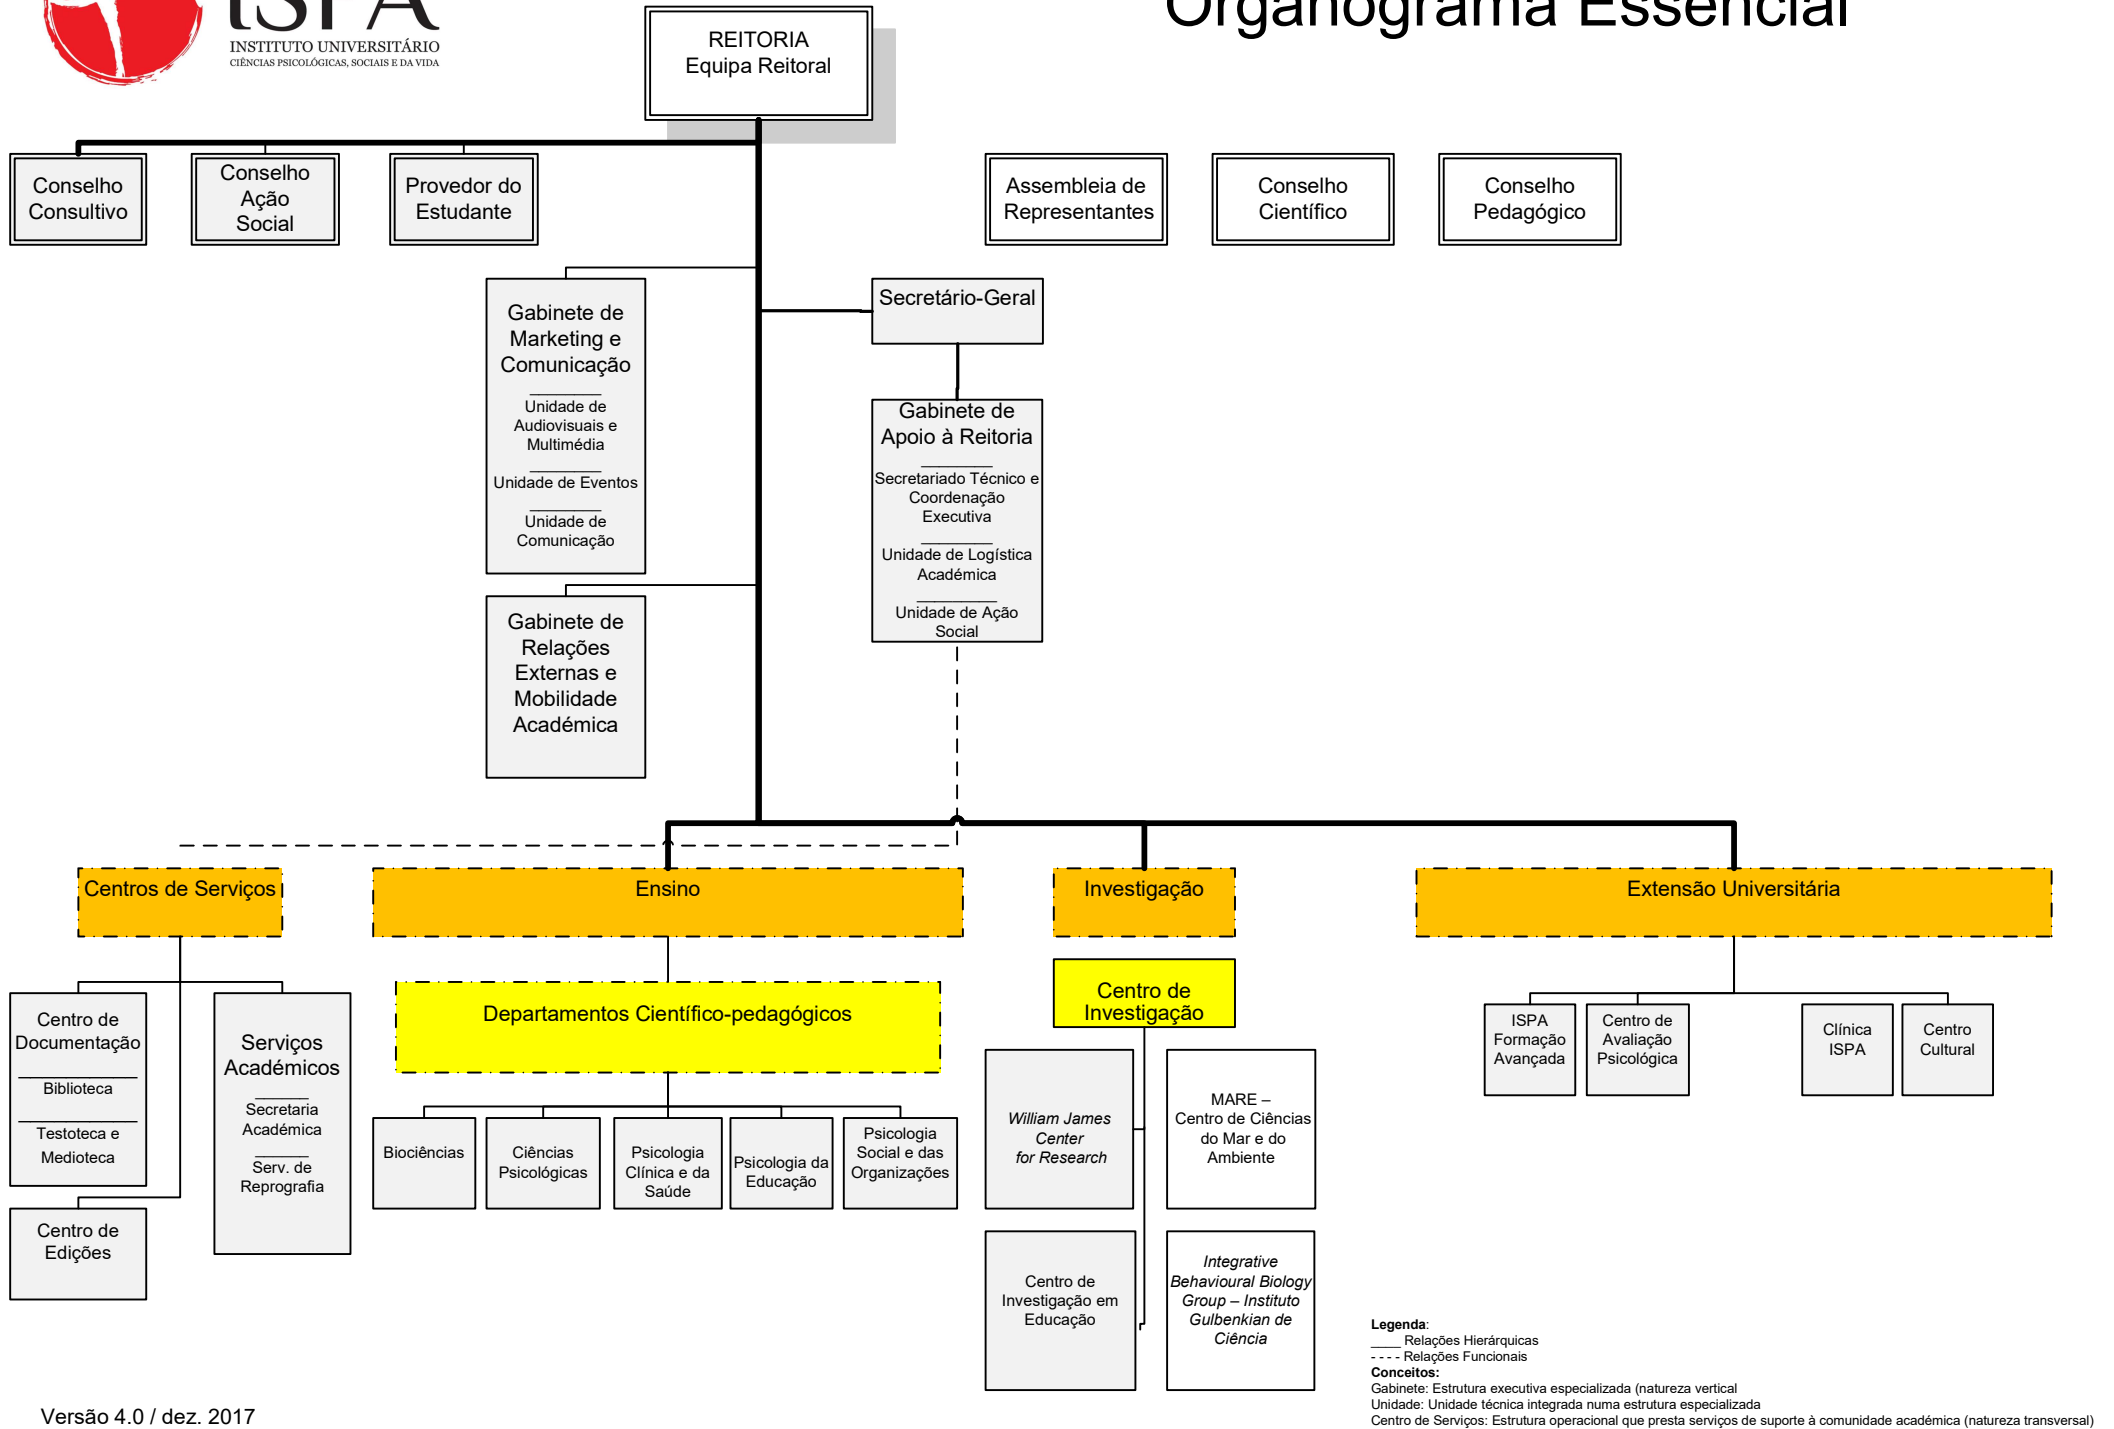 ISPA
INSTITUTO UNIVERSITÁRIO
CIÊNCIAS PSICOLÓGICAS, SOCIAIS E DA VIDA
Organograma Essencial
REITORIA
Equipa Reitoral
Conselho
Consultivo
Conselho
Ação
Social
Provedor do
Estudante
Assembleia de
Representantes
Conselho
Científico
Conselho
Pedagógico
Gabinete de
Marketing e
Comunicação
Unidade de
Audiovisuais e
Multimédia
Unidade de Eventos
Unidade de
Comunicação
Secretário-Geral
Gabinete de
Apoio à Reitoria
Secretariado Técnico e
Coordenação
Executiva
Unidade de Logística
Académica
Unidade de Ação
Social
Gabinete de
Relações
Externas e
Mobilidade
Académica
Centros de Serviços
Ensino
Investigação
Extensão Universitária
Centro de
Documentação
Biblioteca
Testoteca e
Medioteca
Serviços
Académicos
Secretaria
Académica
Serv. de
Reprografia
Centro de
Edições
Departamentos Científico-pedagógicos
Biociências
Ciências
Psicológicas
Psicologia
Clínica e da
Saúde
Psicologia da
Educação
Psicologia
Social e das
Organizações
Centro de
Investigação
William James
Center
for Research
MARE –
Centro de Ciências
do Mar e do
Ambiente
Centro de
Investigação em
Educação
Integrative
Behavioural Biology
Group – Instituto
Gulbenkian de
Ciência
ISPA
Formação
Avançada
Centro de
Avaliação
Psicológica
Clínica
ISPA
Centro
Cultural
Legenda:
____ Relações Hierárquicas
- - - - Relações Funcionais
Conceitos:
Gabinete: Estrutura executiva especializada (natureza vertical
Unidade: Unidade técnica integrada numa estrutura especializada
Centro de Serviços: Estrutura operacional que presta serviços de suporte à comunidade académica (natureza transversal)
Versão 4.0 / dez. 2017